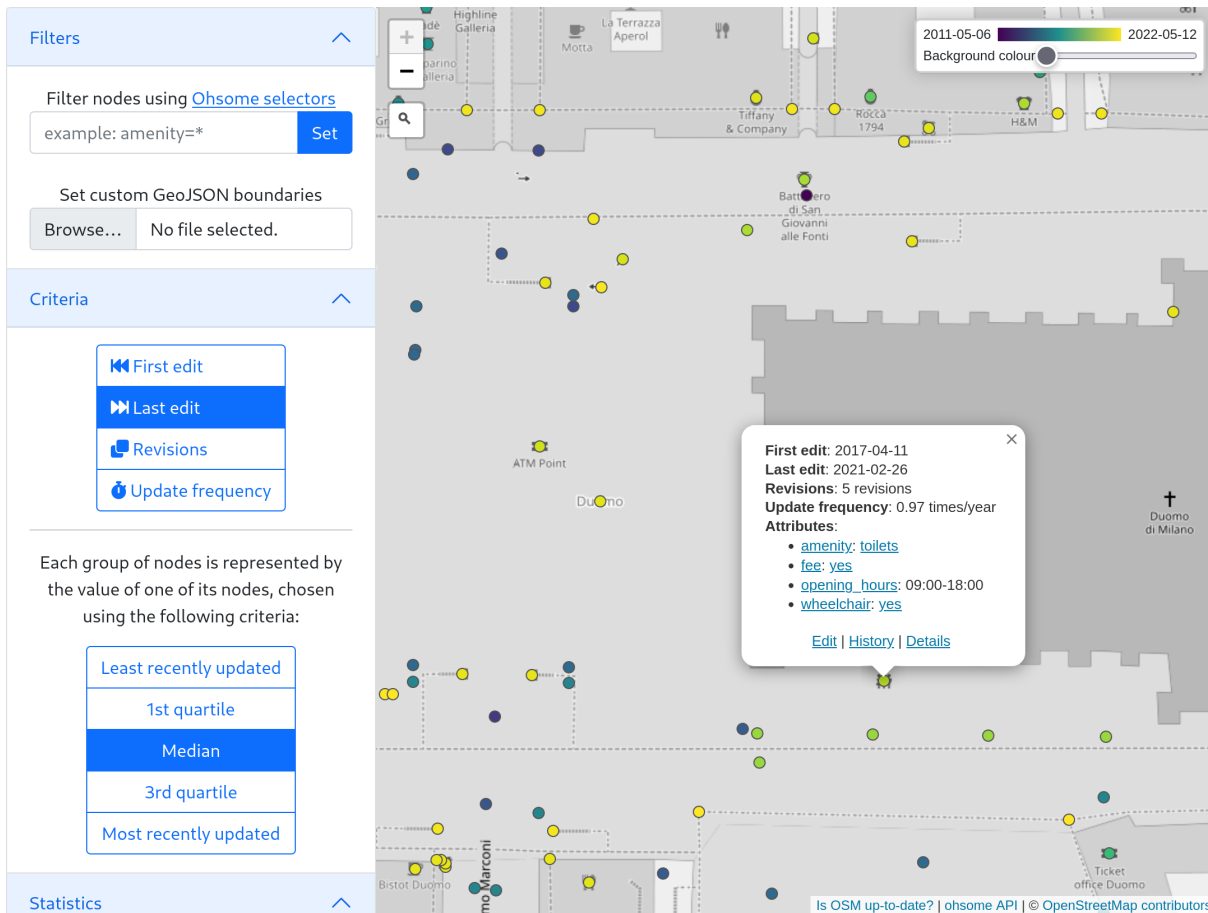 Filters
Filter nodes using Ohsome selectors
example: amenity=*
Set
Set custom GeoJSON boundaries
Browse...
No file selected.
Criteria
First edit
Last edit
Revisions
Update frequency
Each group of nodes is represented by
the value of one of its nodes, chosen
using the following criteria:
Least recently updated
1st quartile
Median
3rd quartile
Most recently updated
Statistics
+
−
Highline
Galleria
Motta
La Terrazza
Aperol
2011-05-06
2022-05-12
Background colour
Tiffany
& Company
Rocca
1794
H&M
di San
Giovanni
alle Fonti
ATM Point
Duomo
di Milano
First edit: 2017-04-11
Last edit: 2021-02-26
Revisions: 5 revisions
Update frequency: 0.97 times/year
Attributes:
amenity: toilets
fee: yes
opening_hours: 09:00-18:00
wheelchair: yes
Edit | History | Details
×
Bistot Duomo
Marconi
Ticket
office Duomo
Is OSM up-to-date? | ohsome API | © OpenStreetMap contributors